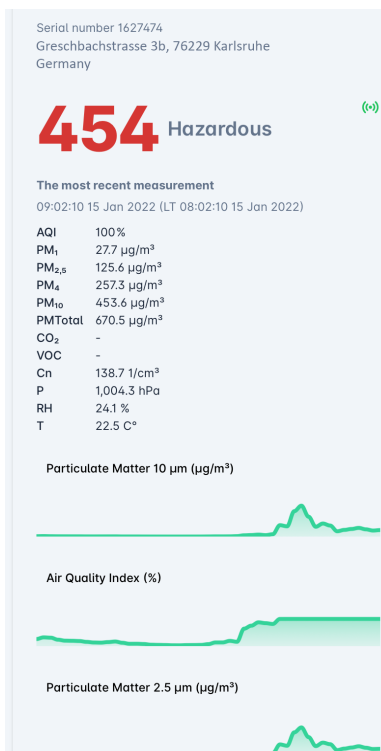 Serial number 1627474
Greschbachstrasse 3b, 76229 Karlsruhe
Germany
454 Hazardous
The most recent measurement
09:02:10 15 Jan 2022 (LT 08:02:10 15 Jan 2022)
AQI 100%
PM₁ 27.7 µg/m³
PM₂,₅ 125.6 µg/m³
PM₄ 257.3 µg/m³
PM₁₀ 453.6 µg/m³
PMTotal 670.5 µg/m³
CO₂ -
VOC -
Cn 138.7 1/cm³
P 1,004.3 hPa
RH 24.1 %
T 22.5 C°
Particulate Matter 10 µm (µg/m³)
Air Quality Index (%)
Particulate Matter 2.5 µm (µg/m³)